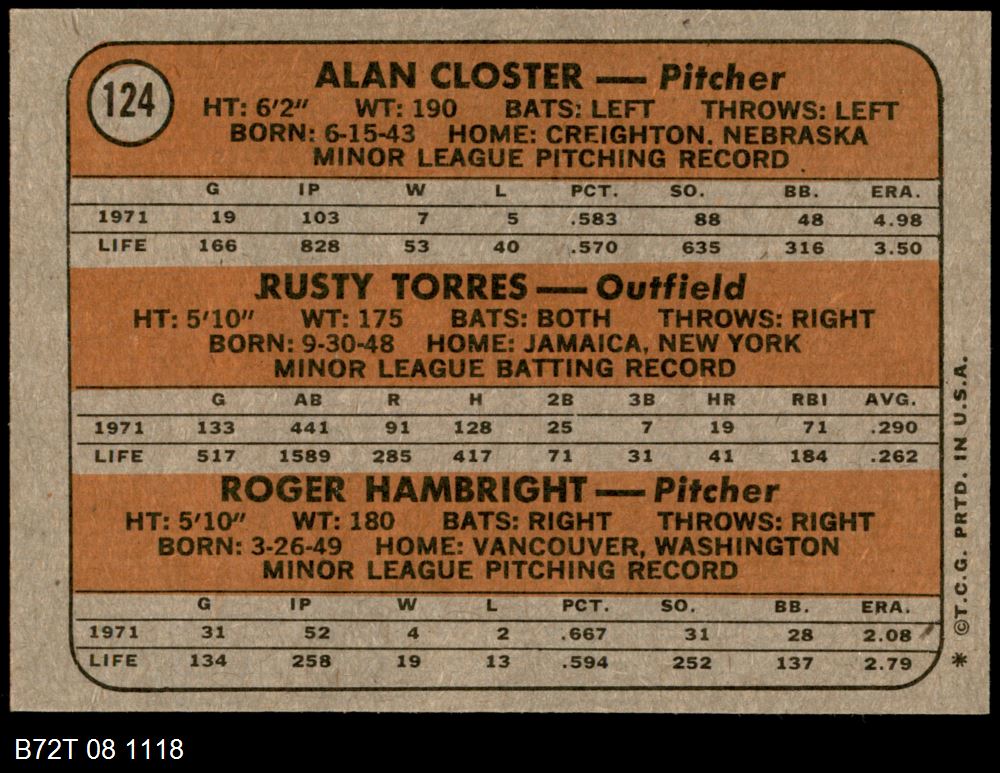 124
ALAN CLOSTER — Pitcher
HT: 6'2" WT: 190 BATS: LEFT THROWS: LEFT
BORN: 6-15-43 HOME: CREIGHTON. NEBRASKA
MINOR LEAGUE PITCHING RECORD
G IP W L PCT. SO. BB. ERA.
1971 19 103 7 5 .583 88 48 4.98
LIFE 166 828 53 40 .570 635 316 3.50
RUSTY TORRES — Outfield
HT: 5'10" WT: 175 BATS: BOTH THROWS: RIGHT
BORN: 9-30-48 HOME: JAMAICA, NEW YORK
MINOR LEAGUE BATTING RECORD
G AB R H 2B 3B HR RBI AVG.
1971 133 441 91 128 25 7 19 71 .290
LIFE 517 1589 285 417 71 31 41 184 .262
ROGER HAMBRIGHT — Pitcher
HT: 5'10" WT: 180 BATS: RIGHT THROWS: RIGHT
BORN: 3-26-49 HOME: VANCOUVER, WASHINGTON
MINOR LEAGUE PITCHING RECORD
G IP W L PCT. SO. BB. ERA.
1971 31 52 4 2 .667 31 28 2.08
LIFE 134 258 19 13 .594 252 137 2.79
* ©T.C.G. PRTD. IN U.S.A.
B72T 08 1118